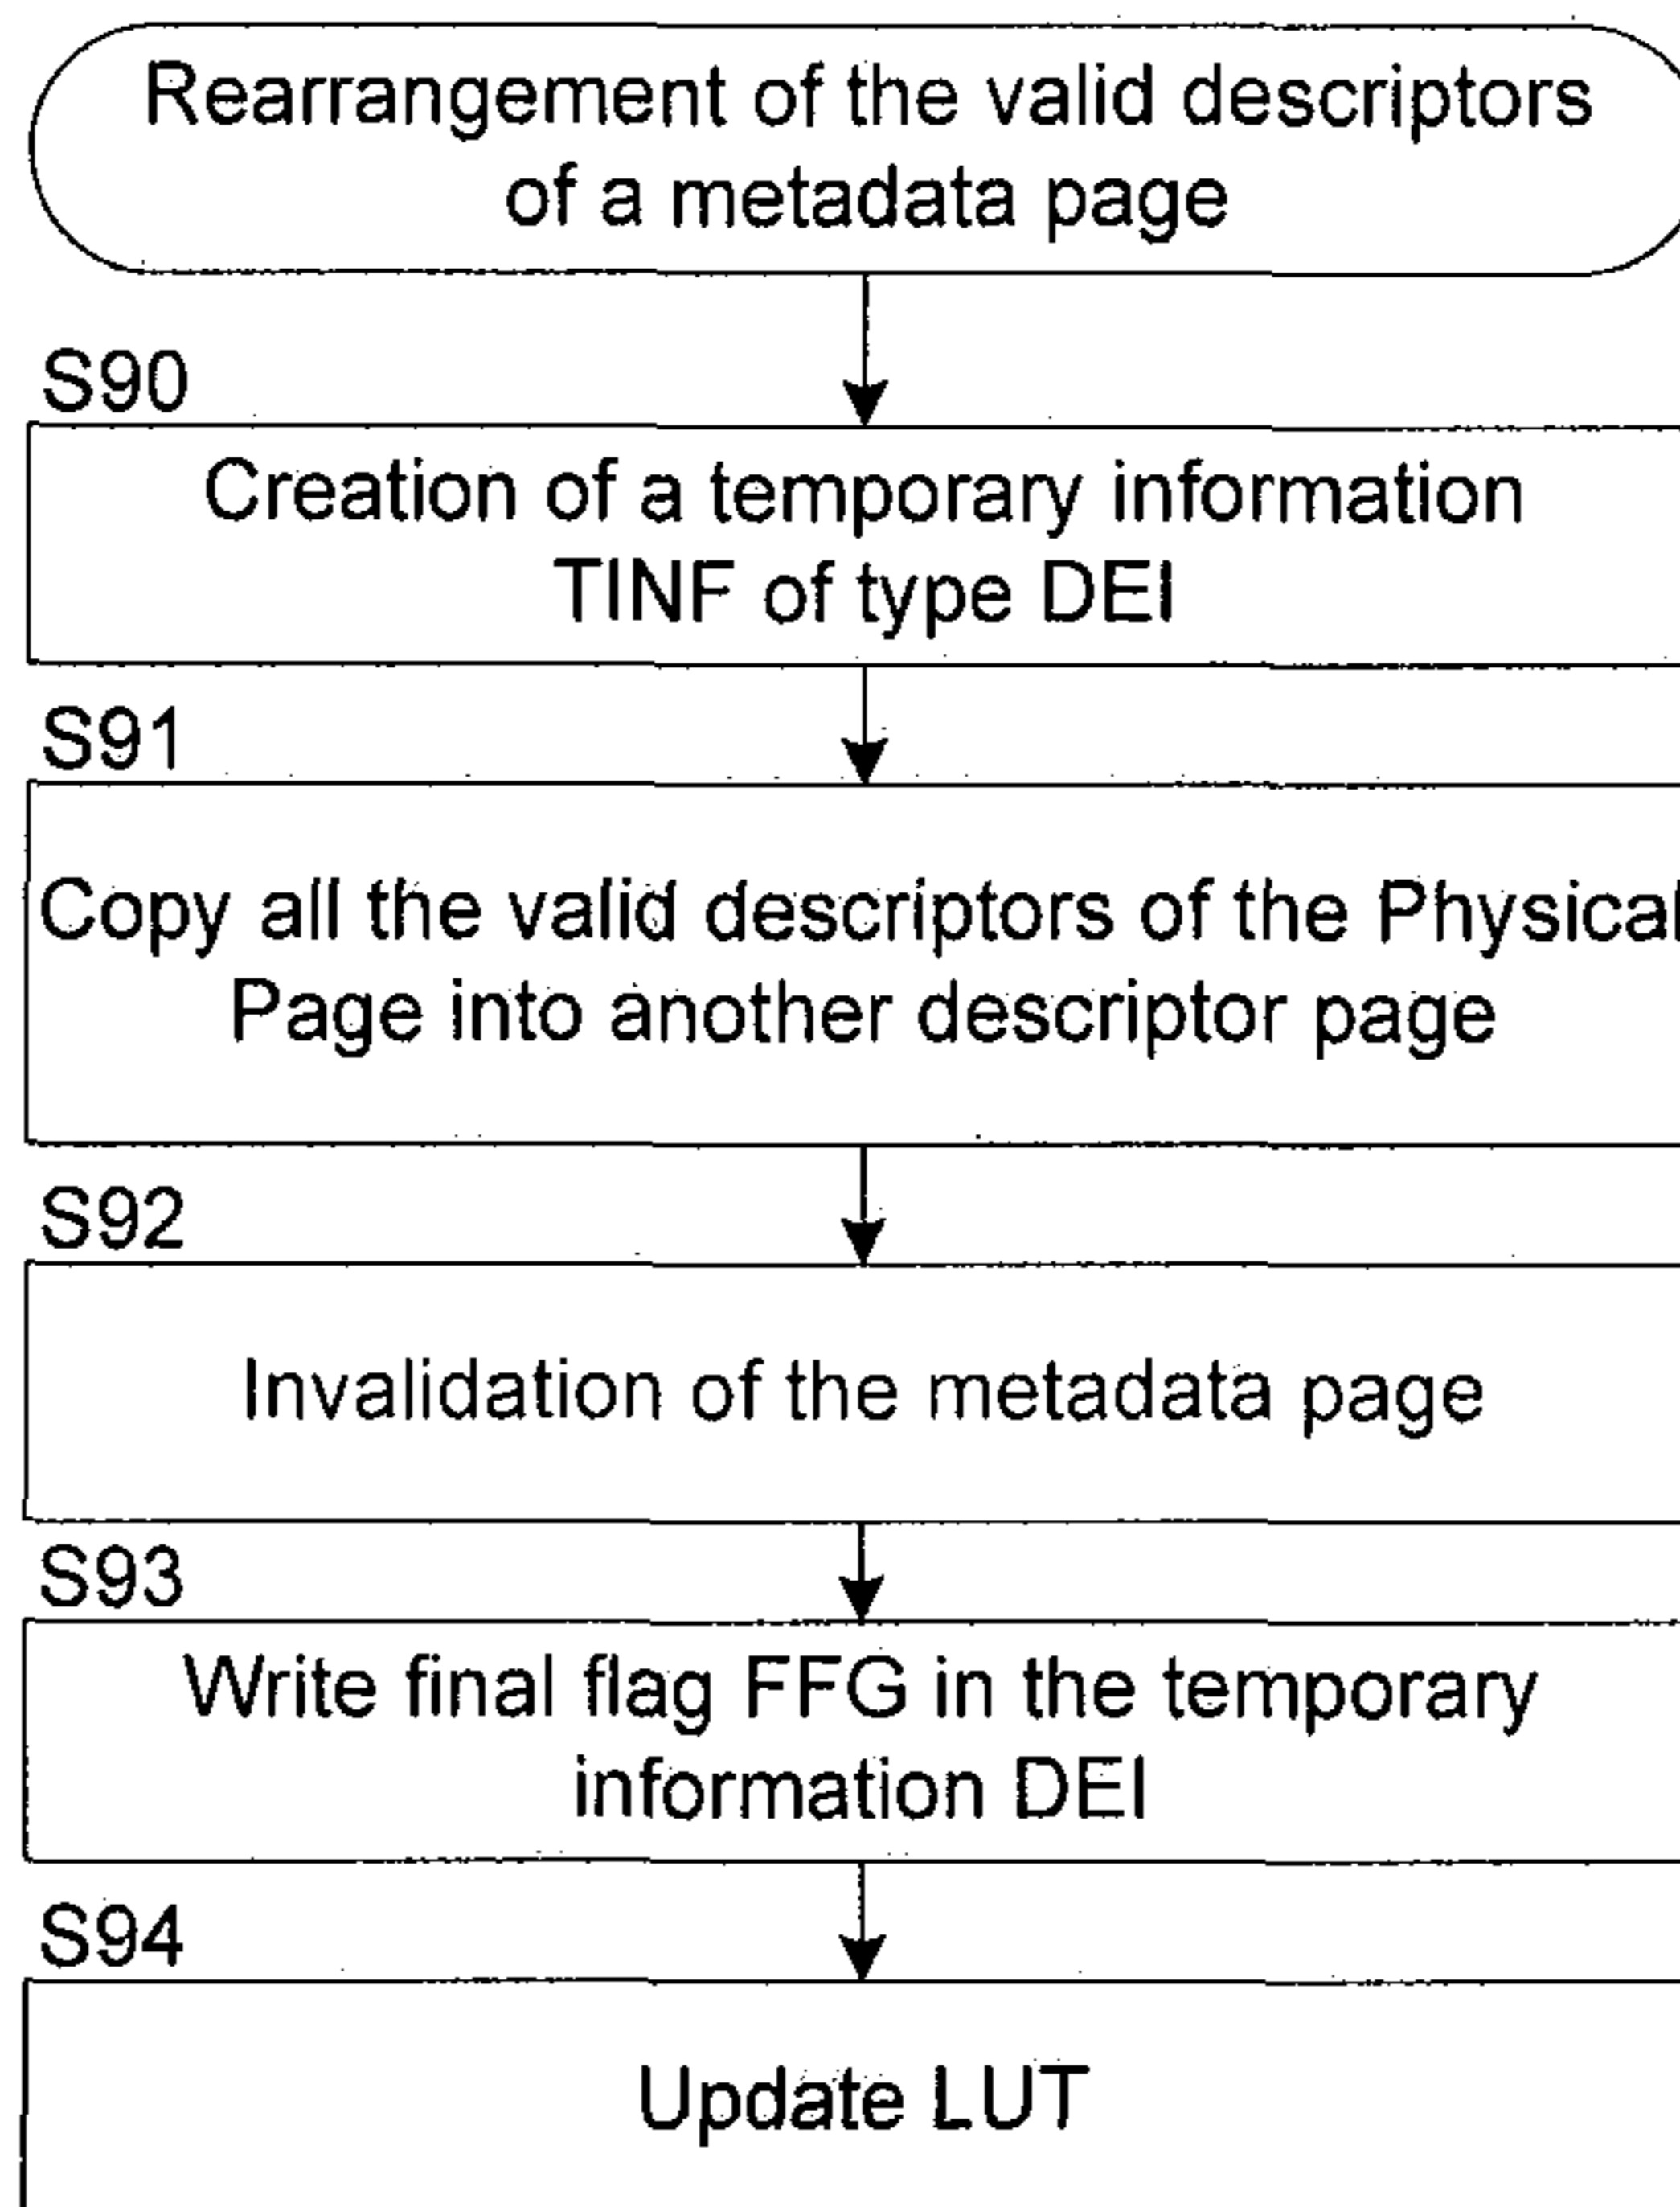 Rearrangement of the valid descriptors
of a metadata page
S90
Creation of a temporary information
TINF of type DEI
S91
Copy all the valid descriptors of the Physical
Page into another descriptor page
S92
Invalidation of the metadata page
S93
Write final flag FFG in the temporary
information DEI
S94
Update LUT